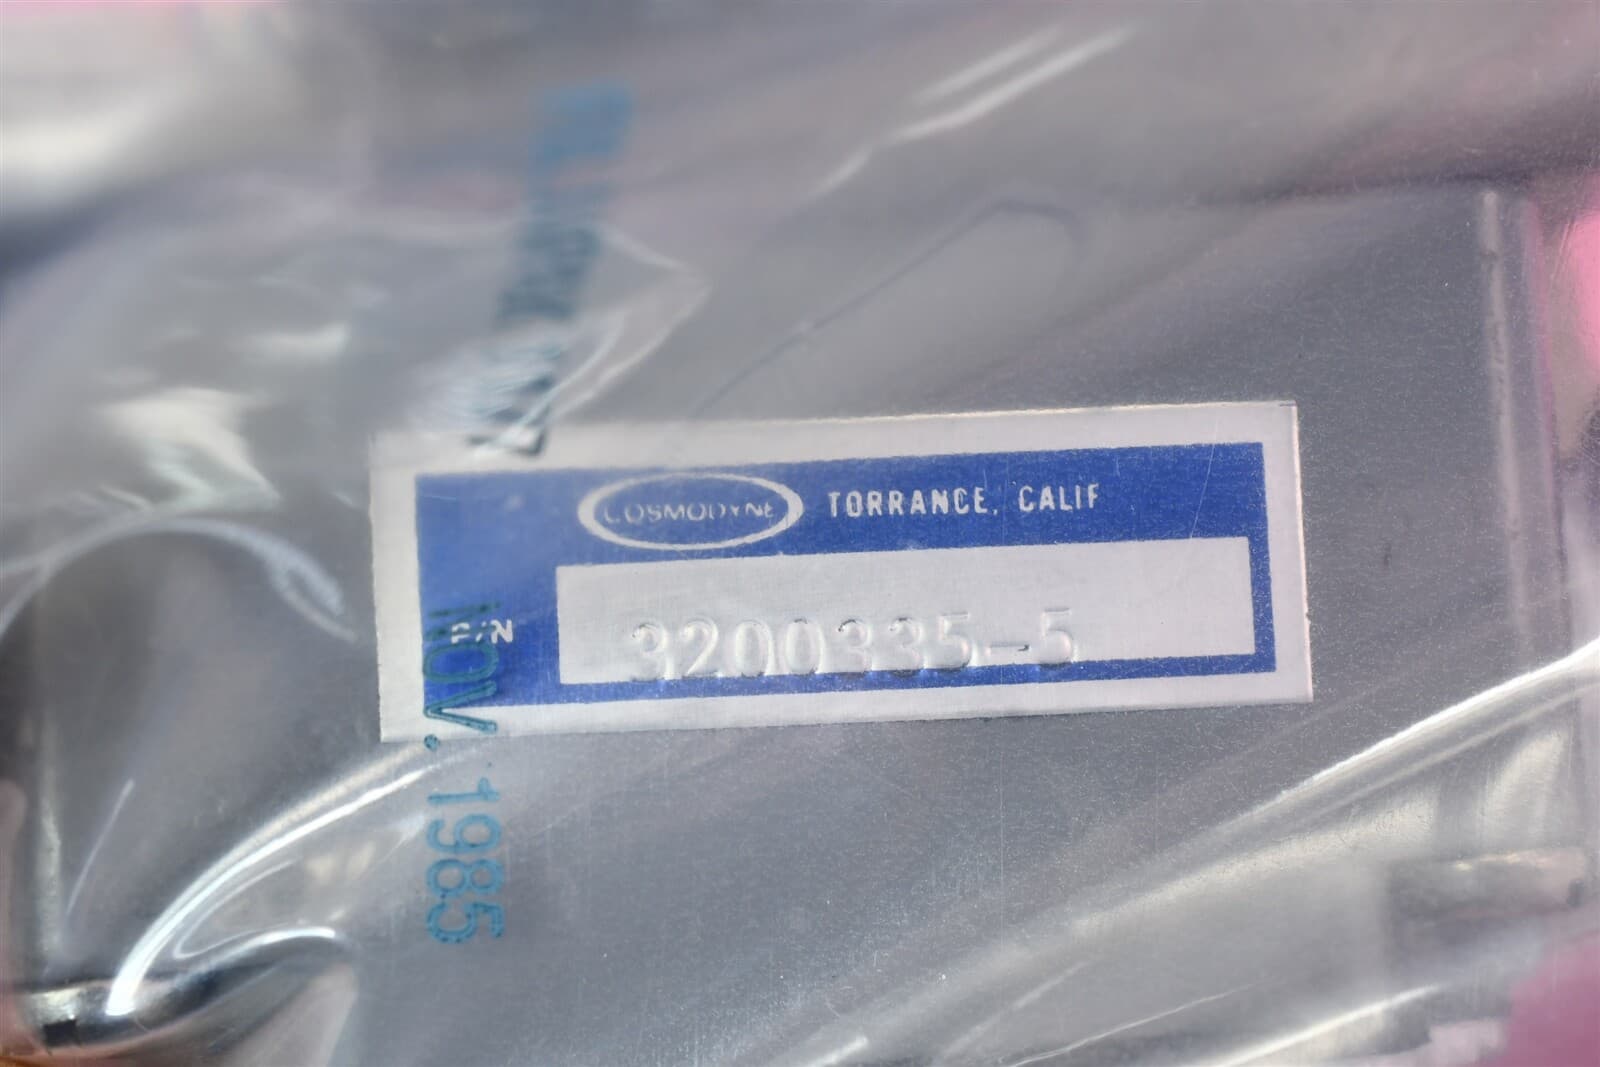 COSMODYNE TORRANCE, CALIF
P/N 3200335-5
NOV. 1985